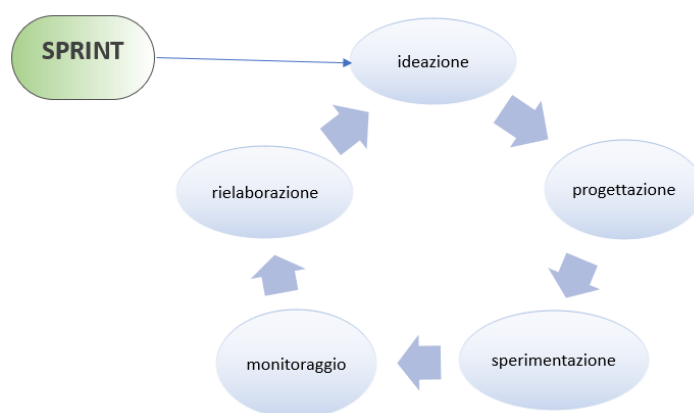 SPRINT
ideazione
progettazione
sperimentazione
monitoraggio
rielaborazione